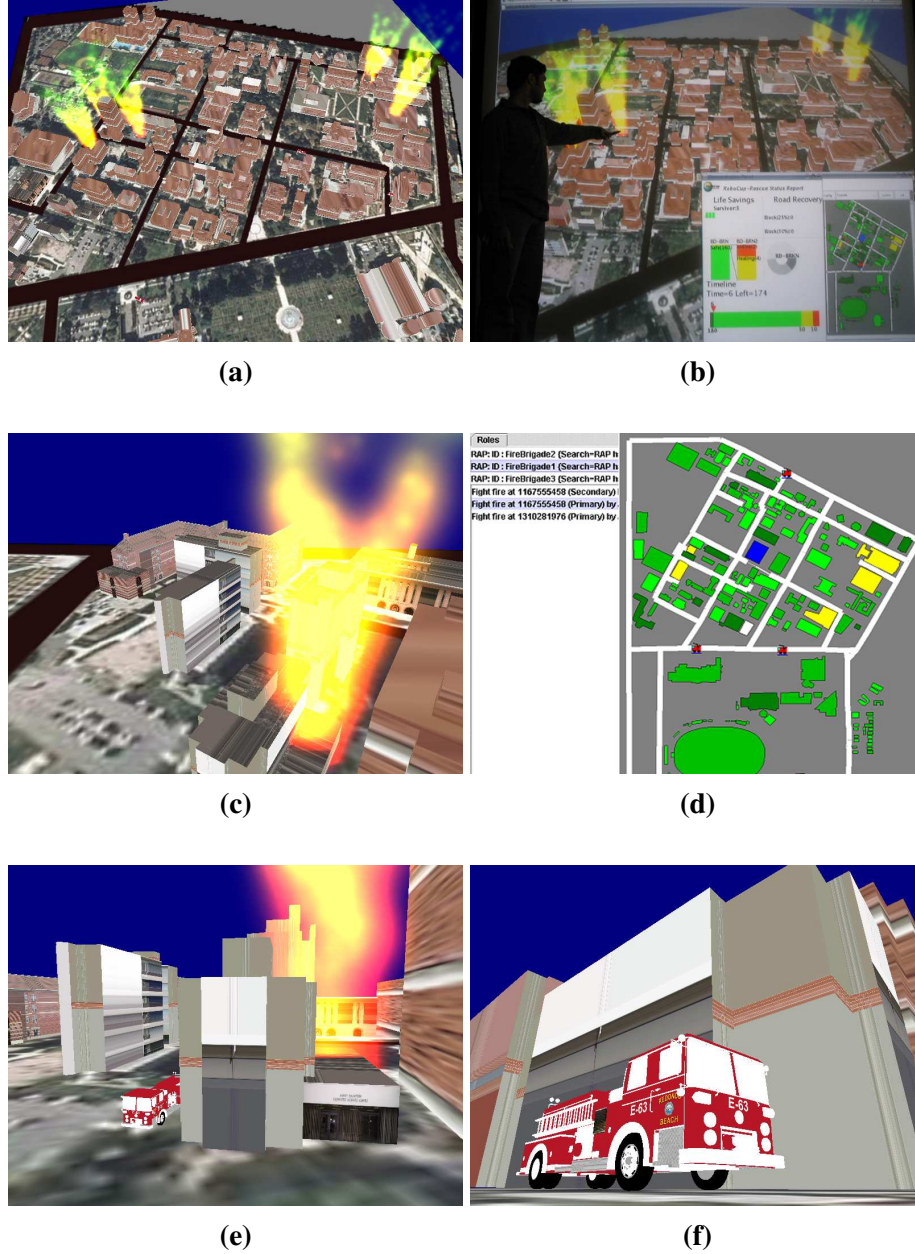 (a)
RoboCup-Rescue Status Report
Life Savings
Road Recovery
Timeline
Time=6 Left=174
(b)
(c)
Roles
RAP: ID : FireBrigade2 (Search=RAP h
RAP: ID : FireBrigade1 (Search=RAP h
RAP: ID : FireBrigade3 (Search=RAP h
Fight fire at 1167555458 (Secondary)
Fight fire at 1167555458 (Primary) by
Fight fire at 1310281976 (Primary) by
(d)
(e)
E-63
REDONDO
BEACH
E-63
(f)